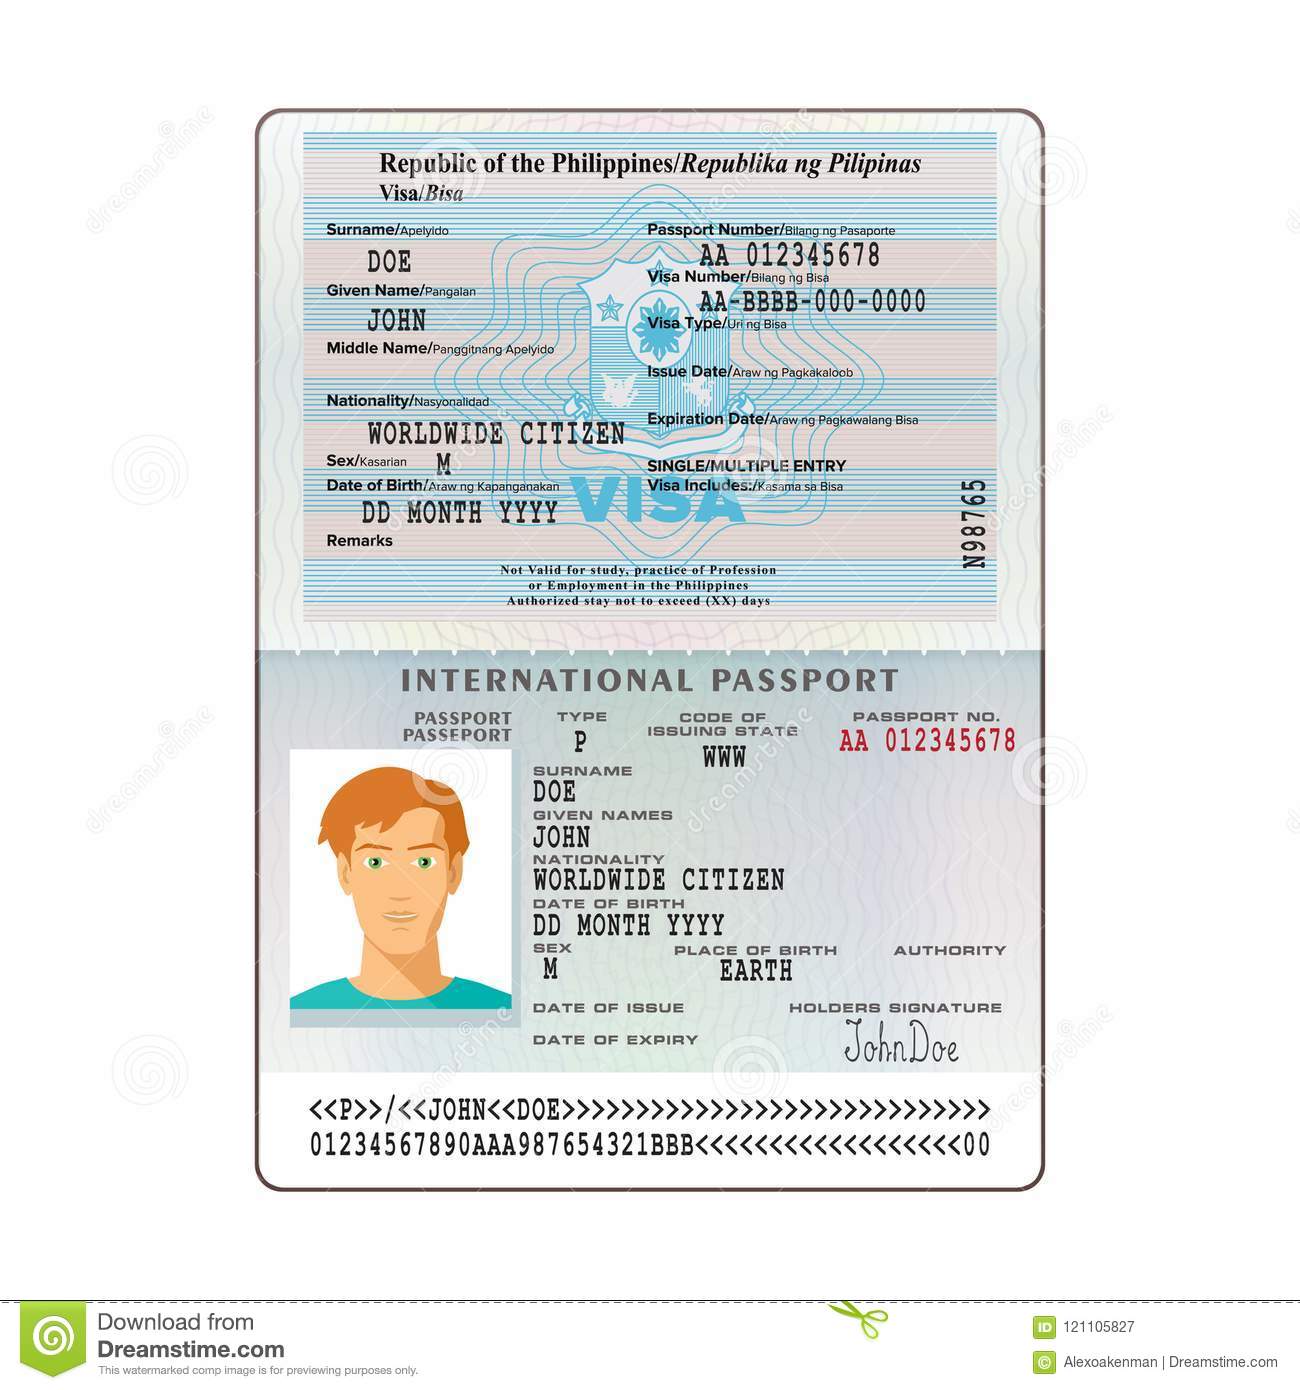 Republic of the Philippines/Republika ng Pilipinas
Visa/Bisa
Surname/Apelyido
DOE
Given Name/Pangalan
JOHN
Middle Name/Panggitnang Apelyido
Nationality/Nasyonalidad
WORLDWIDE CITIZEN
Sex/Kasarian M
Date of Birth/Araw ng Kapanganakan
DD MONTH YYYY
Remarks
Passport Number/Bilang ng Pasaporte
AA 012345678
Visa Number/Bilang ng Bisa
AA-BBBB-000-0000
Visa Type/Uri ng Bisa
Issue Date/Araw ng Pagkakaloob
Expiration Date/Araw ng Pagkawalang Bisa
SINGLE/MULTIPLE ENTRY
Visa Includes:/Kasama sa Bisa
VISA
N98765
Not Valid for study, practice of Profession
or Employment in the Philippines
Authorized stay not to exceed (XX) days
INTERNATIONAL PASSPORT
PASSPORT
PASSEPORT
TYPE
P
CODE OF
ISSUING STATE
WWW
PASSPORT NO.
AA 012345678
SURNAME
DOE
GIVEN NAMES
JOHN
NATIONALITY
WORLDWIDE CITIZEN
DATE OF BIRTH
DD MONTH YYYY
SEX
M
PLACE OF BIRTH
EARTH
AUTHORITY
DATE OF ISSUE
DATE OF EXPIRY
HOLDERS SIGNATURE
JohnDoe
<<P>>/<<JOHN<<DOE>>>>>>>>>>>>>>>>>>>>>>>>>>>>>
01234567890AAA987654321BBB<<<<<<<<<<<<<<<<<<00
dreamstime
Download from
Dreamstime.com
This watermarked comp image is for previewing purposes only.
ID 121105827
© Alexoakenman | Dreamstime.com